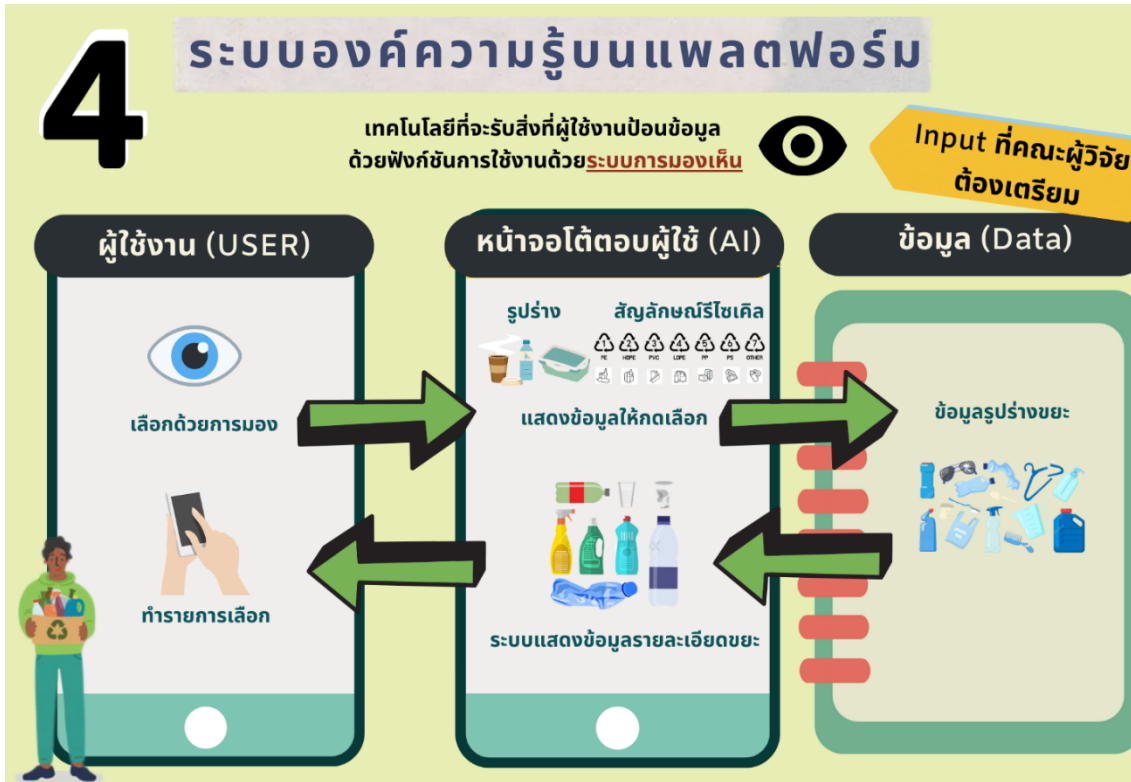 4
ระบบองค์ความรู้บนแพลตฟอร์ม
เทคโนโลยีที่จะรับสิ่งที่ผู้ใช้งานป้อนข้อมูล
ด้วยฟังก์ชันการใช้งานด้วยระบบการมองเห็น
Input ที่คณะผู้วิจัย
ต้องเตรียม
ผู้ใช้งาน (USER)
เลือกด้วยการมอง
ทำรายการเลือก
หน้าจอโต้ตอบผู้ใช้ (AI)
รูปร่าง
สัญลักษณ์รีไซเคิล
1 2 3 4 5 6 7
PE HDPE PVC LDPE PP PS OTHER
แสดงข้อมูลให้กดเลือก
ระบบแสดงข้อมูลรายละเอียดขยะ
ข้อมูล (Data)
ข้อมูลรูปร่างขยะ